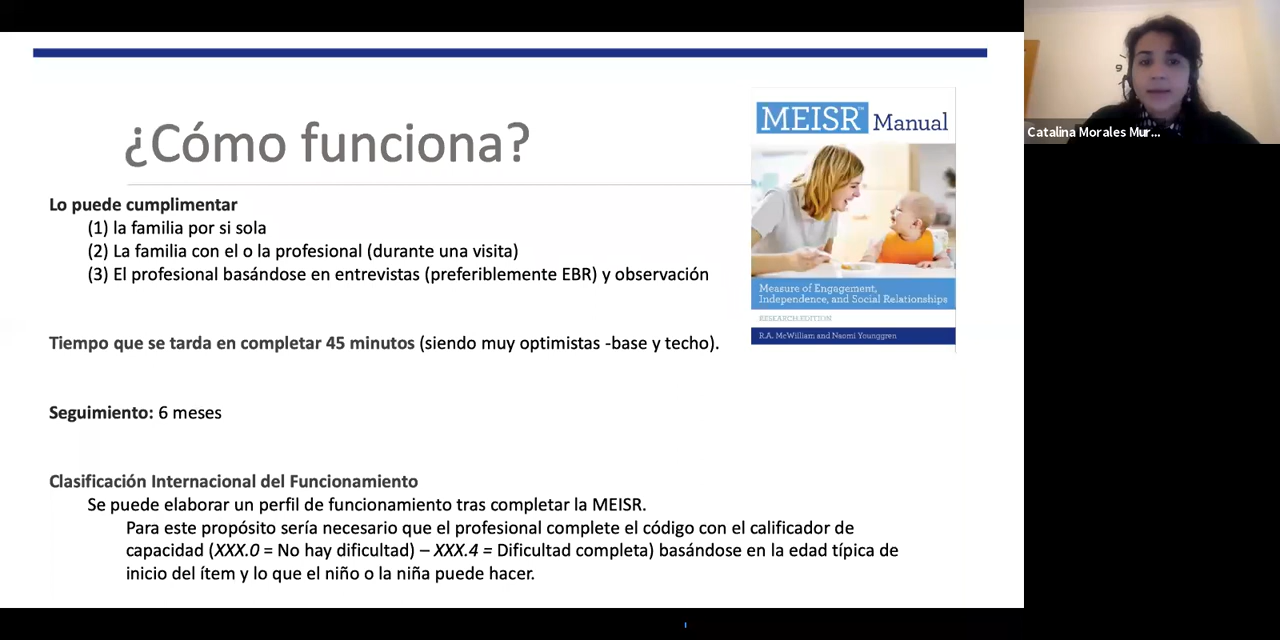 ¿Cómo funciona?
Lo puede cumplimentar
(1) la familia por si sola
(2) La familia con el o la profesional (durante una visita)
(3) El profesional basándose en entrevistas (preferiblemente EBR) y observación
Tiempo que se tarda en completar 45 minutos (siendo muy optimistas -base y techo).
Seguimiento: 6 meses
Clasificación Internacional del Funcionamiento
Se puede elaborar un perfil de funcionamiento tras completar la MEISR.
Para este propósito sería necesario que el profesional complete el código con el calificador de
capacidad (XXX.0 = No hay dificultad) – XXX.4 = Dificultad completa) basándose en la edad típica de
inicio del ítem y lo que el niño o la niña puede hacer.
MEISR™ Manual
Measure of Engagement,
Independence, and Social Relationships
RESEARCH EDITION
R.A. McWilliam and Naomi Younggren
Catalina Morales Mur...